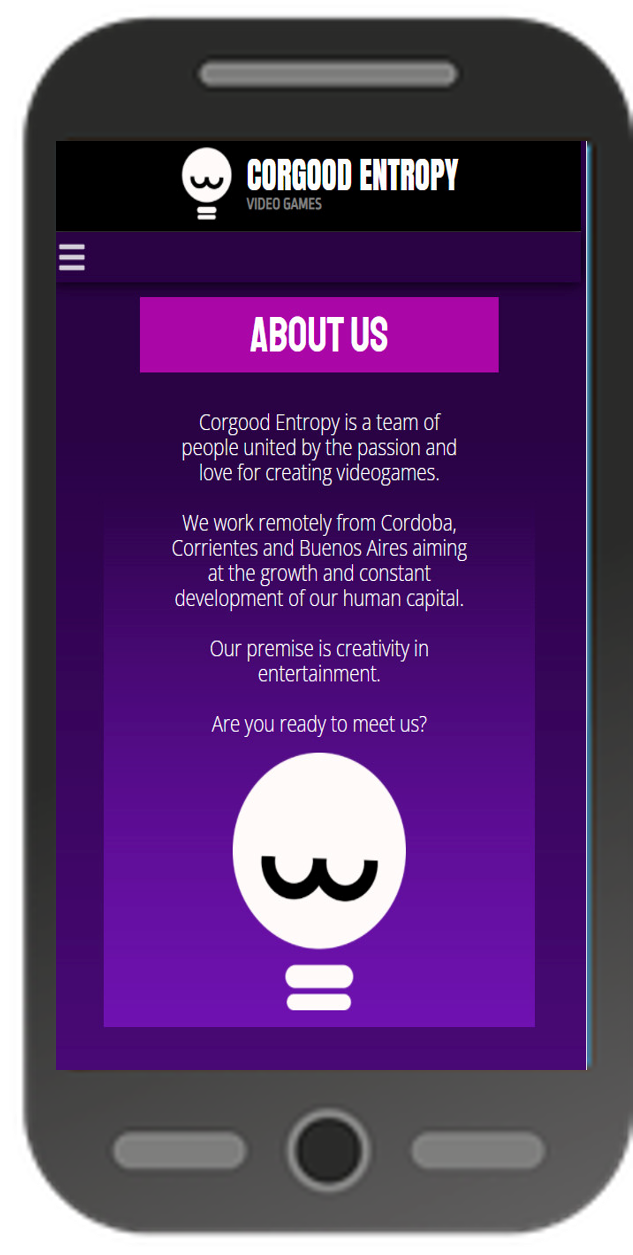 CORGOOD ENTROPY
VIDEO GAMES
ABOUT US
Corgood Entropy is a team of
people united by the passion and
love for creating videogames.
We work remotely from Cordoba,
Corrientes and Buenos Aires aiming
at the growth and constant
development of our human capital.
Our premise is creativity in
entertainment.
Are you ready to meet us?